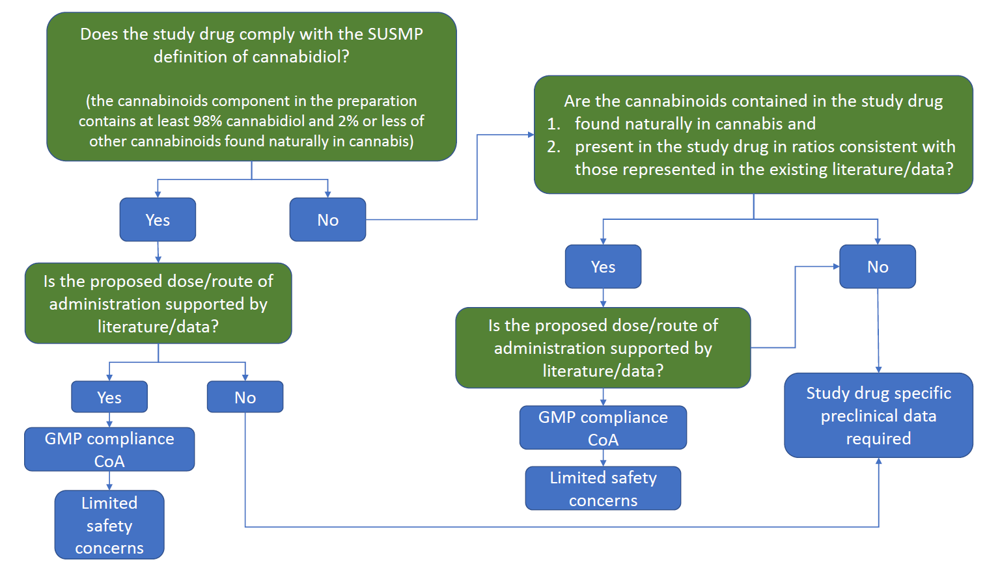 Does the study drug comply with the SUSMP
definition of cannabidiol?
(the cannabinoids component in the preparation
contains at least 98% cannabidiol and 2% or less of
other cannabinoids found naturally in cannabis)
Yes
No
Is the proposed dose/route of
administration supported by
literature/data?
Yes
No
GMP compliance
CoA
Limited
safety
concerns
Are the cannabinoids contained in the study drug
1. found naturally in cannabis and
2. present in the study drug in ratios consistent with
those represented in the existing literature/data?
Yes
No
Is the proposed dose/route of
administration supported by
literature/data?
GMP compliance
CoA
Limited safety
concerns
Study drug specific
preclinical data
required